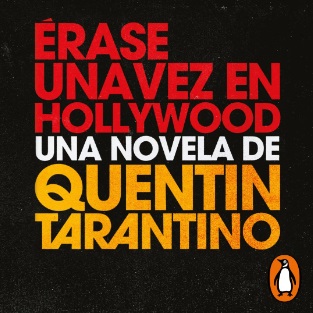 ÉRASE
UNA VEZ EN
HOLLYWOOD
UNA NOVELA DE
QUENTIN
TARANTINO